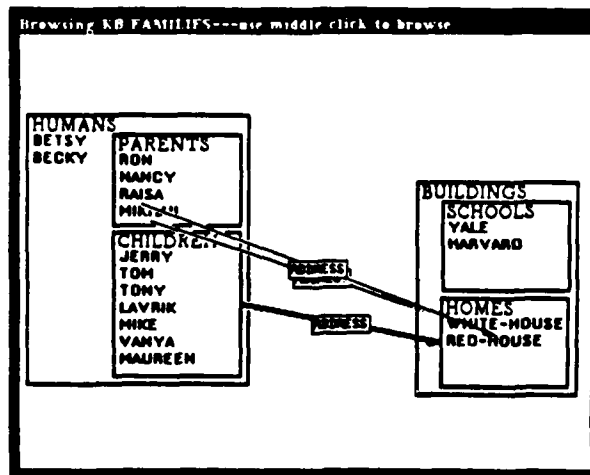 Browsing KB FAMILIES---use middle click to browse
HUMANS
BETSY
BECKY
PARENTS
RON
NANCY
RAISA
CHILDREN
JERRY
TOM
TONY
LAVRIK
MIKE
VANYA
MAUREEN
ADDRESS
ADDRESS
BUILDINGS
SCHOOLS
YALE
HARVARD
HOMES
WHITE-HOUSE
RED-HOUSE